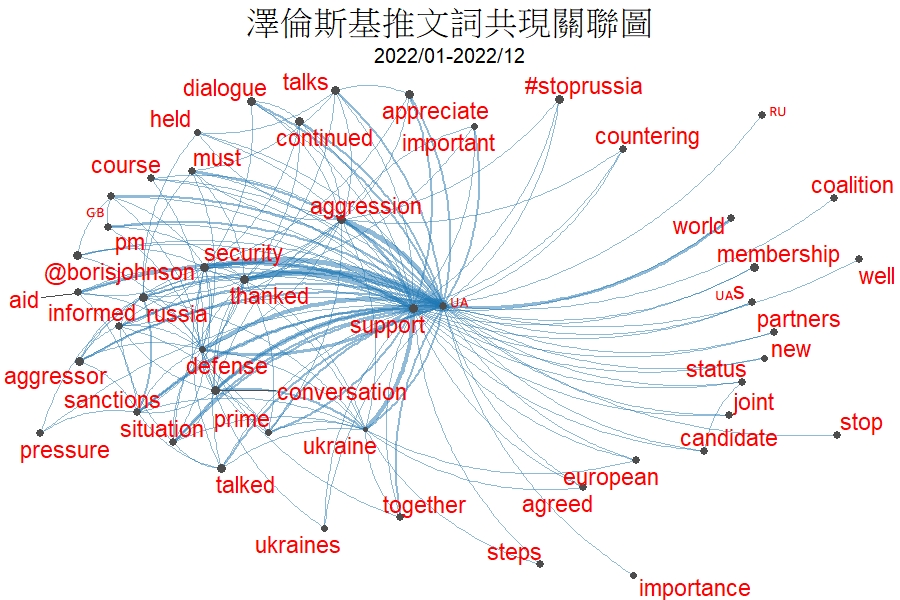 澤倫斯基推文詞共現關聯圖
2022/01-2022/12
dialogue
talks
appreciate
#stoprussia
RU
held
continued
important
countering
course
must
coalition
GB
aggression
world
pm
security
membership
@borisjohnson
well
aid
thanked
UAS
informed
russia
UA
support
partners
new
defense
aggressor
status
sanctions
conversation
joint
situation
prime
stop
pressure
ukraine
candidate
talked
european
together
agreed
ukraines
steps
importance